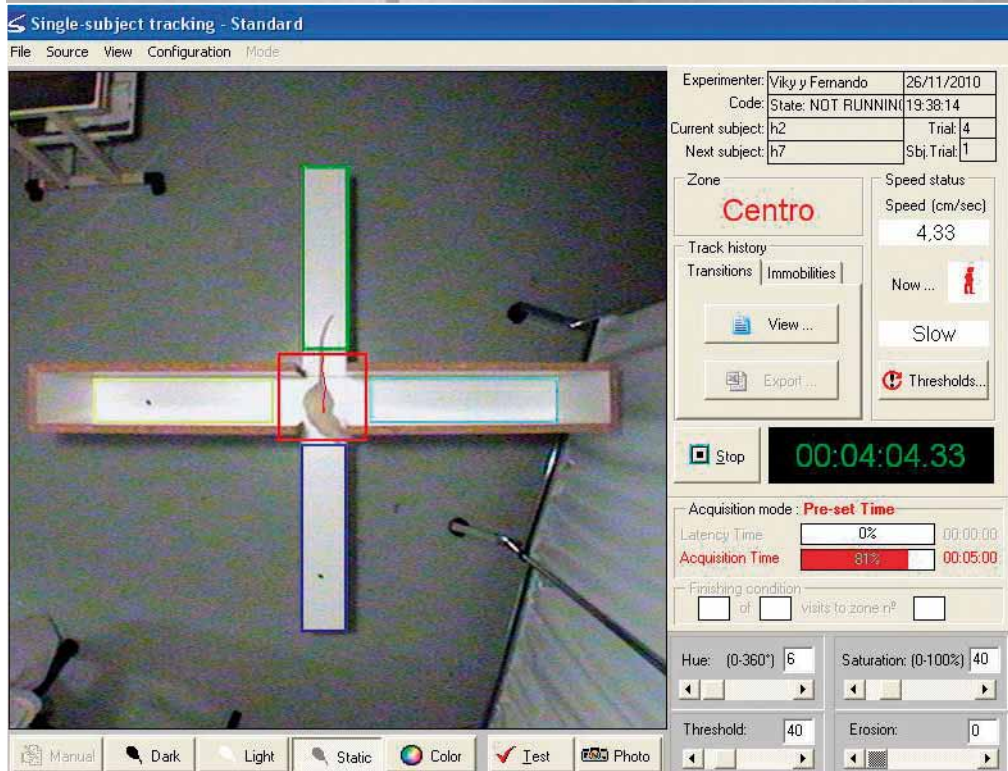 Single-subject tracking - Standard
File Source View Configuration Mode
Experimenter: Viky y Fernando 26/11/2010
Code: State: NOT RUNNIN( 19:38:14
Current subject: h2 Trial: 4
Next subject: h7 Sbj.Trial: 1
Zone
Centro
Speed status
Speed (cm/sec)
4,33
Now ...
Slow
Thresholds...
Track history
Transitions Immobilities
View ...
Export ...
Stop
00:04:04.33
Acquisition mode : Pre-set Time
Latency Time 0% 00:00:00
Acquisition Time 81% 00:05:00
Finishing condition
of visits to zone nº
Hue: (0-360°) 6 Saturation: (0-100%) 40
Threshold: 40 Erosion: 0
Manual Dark Light Static Color Test Photo